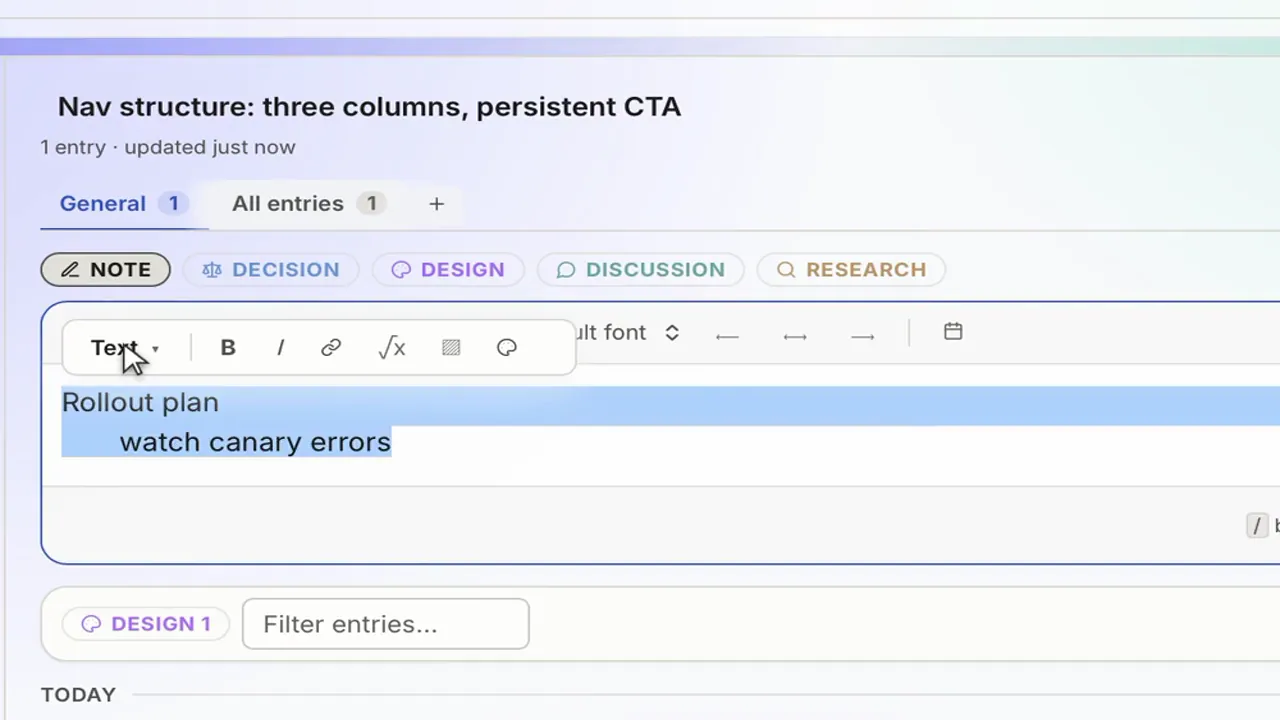 Nav structure: three columns, persistent CTA
1 entry · updated just now
General 1 All entries 1 +
NOTE DECISION DESIGN DISCUSSION RESEARCH
Text B I √x font
Rollout plan
watch canary errors
/
DESIGN 1 Filter entries...
TODAY